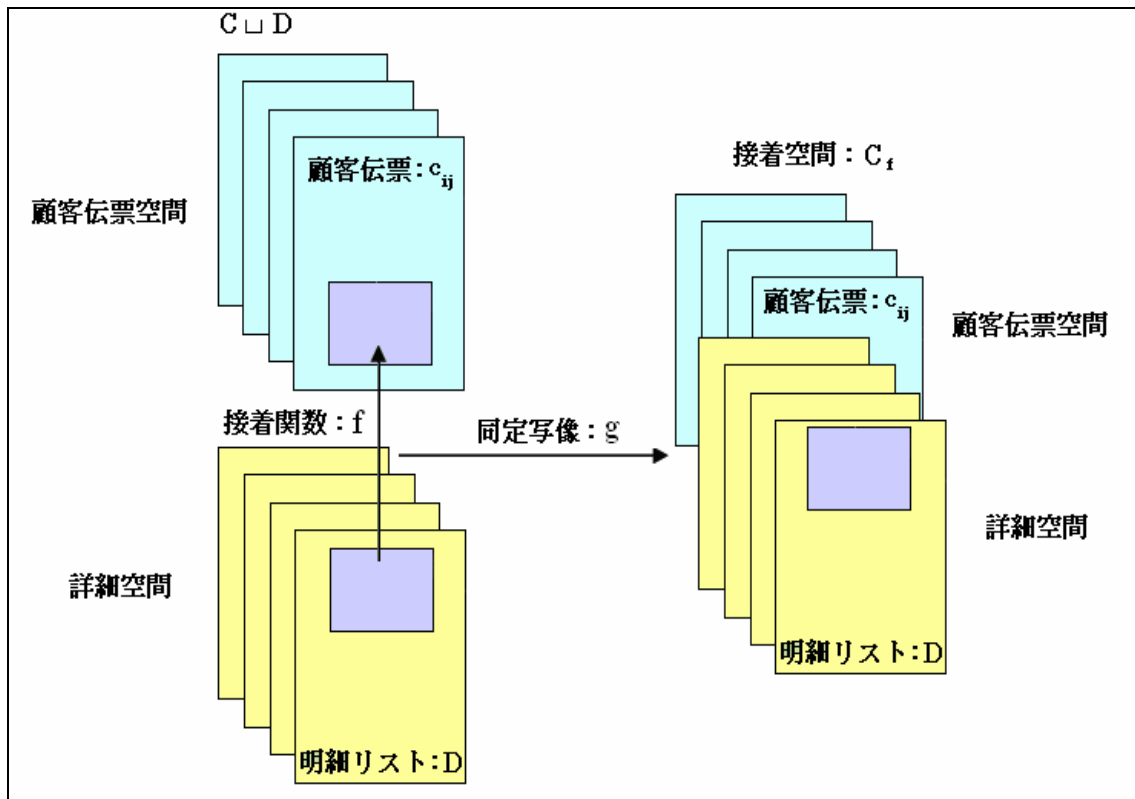 C ⊔ D
顧客伝票:c_ij
顧客伝票空間
接着関数:f
同定写像:g
詳細空間
明細リスト:D
接着空間:C_f
顧客伝票:c_ij
顧客伝票空間
詳細空間
明細リスト:D